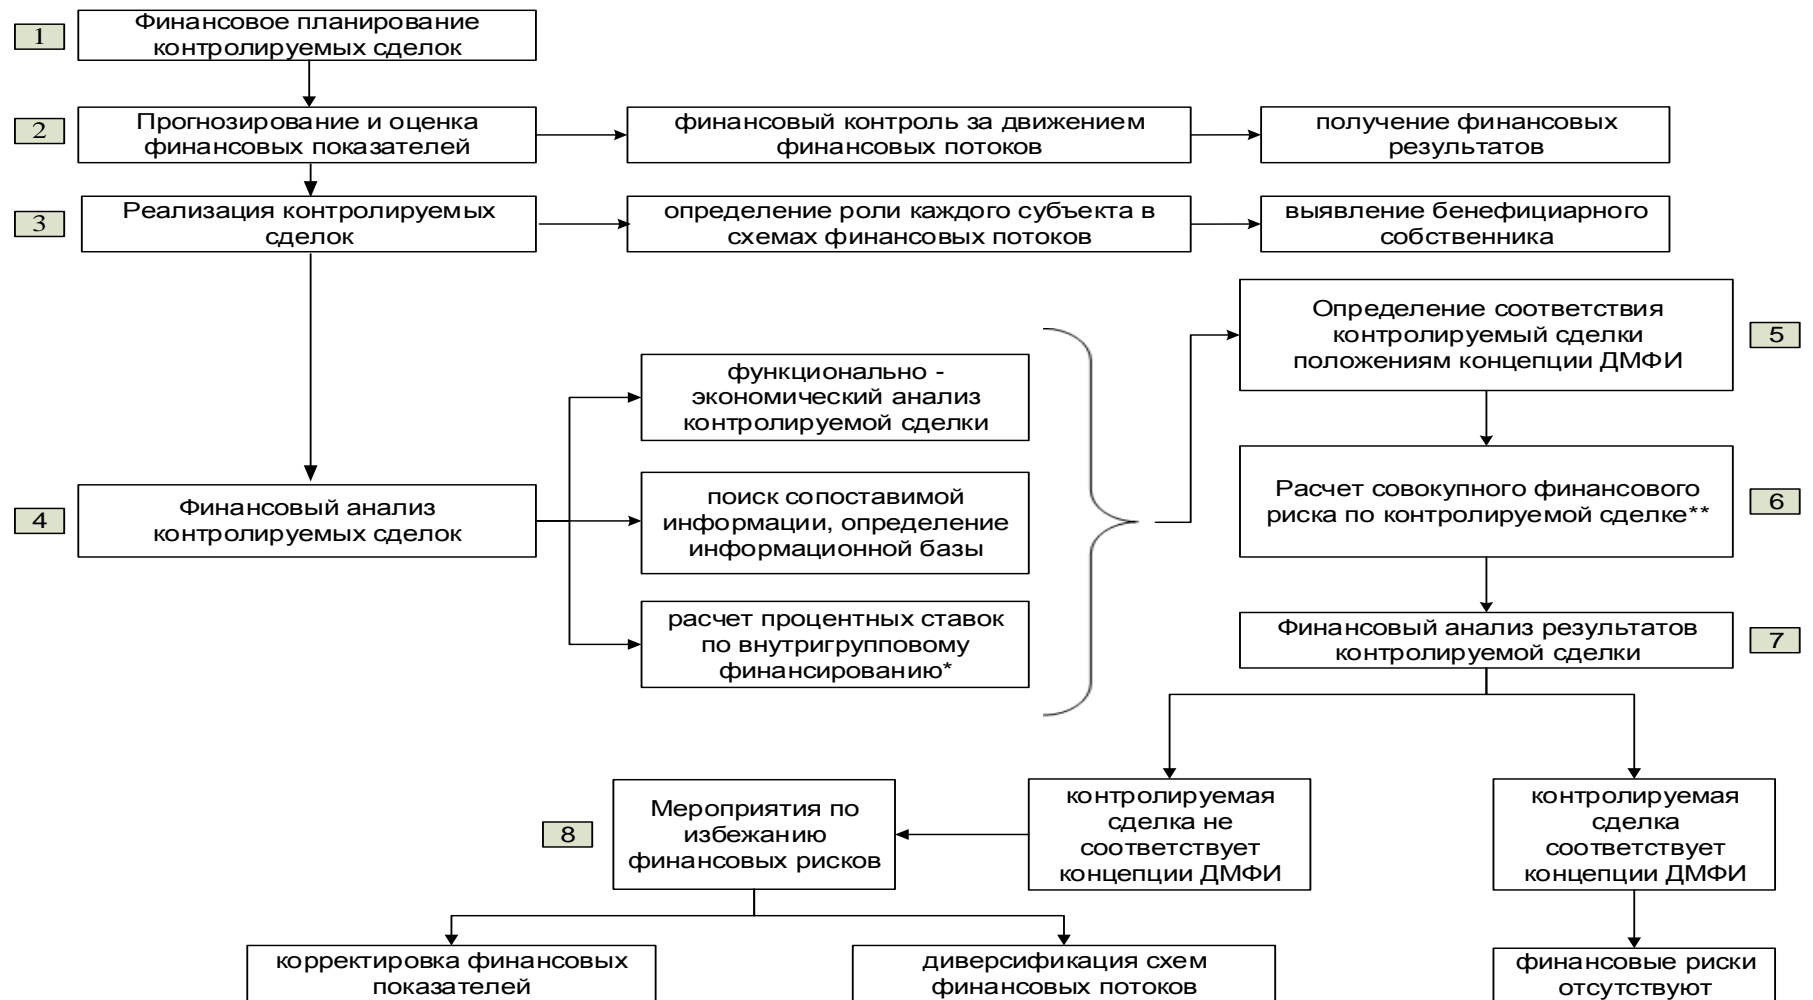 1
Финансовое планирование
контролируемых сделок
2
Прогнозирование и оценка
финансовых показателей
финансовый контроль за движением
финансовых потоков
получение финансовых
результатов
3
Реализация контролируемых
сделок
определение роли каждого субъекта в
схемах финансовых потоков
выявление бенефициарного
собственника
4
Финансовый анализ
контролируемых сделок
функционально -
экономический анализ
контролируемой сделки
поиск сопоставимой
информации, определение
информационной базы
расчет процентных ставок
по внутригрупповому
финансированию*
Определение соответствия
контролируемый сделки
положениям концепции ДМФИ
5
Расчет совокупного финансового
риска по контролируемой сделке**
6
Финансовый анализ результатов
контролируемой сделки
7
8
Мероприятия по
избежанию
финансовых рисков
контролируемая
сделка не
соответствует
концепции ДМФИ
контролируемая
сделка
соответствует
концепции ДМФИ
корректировка финансовых
показателей
диверсификация схем
финансовых потоков
финансовые риски
отсутствуют